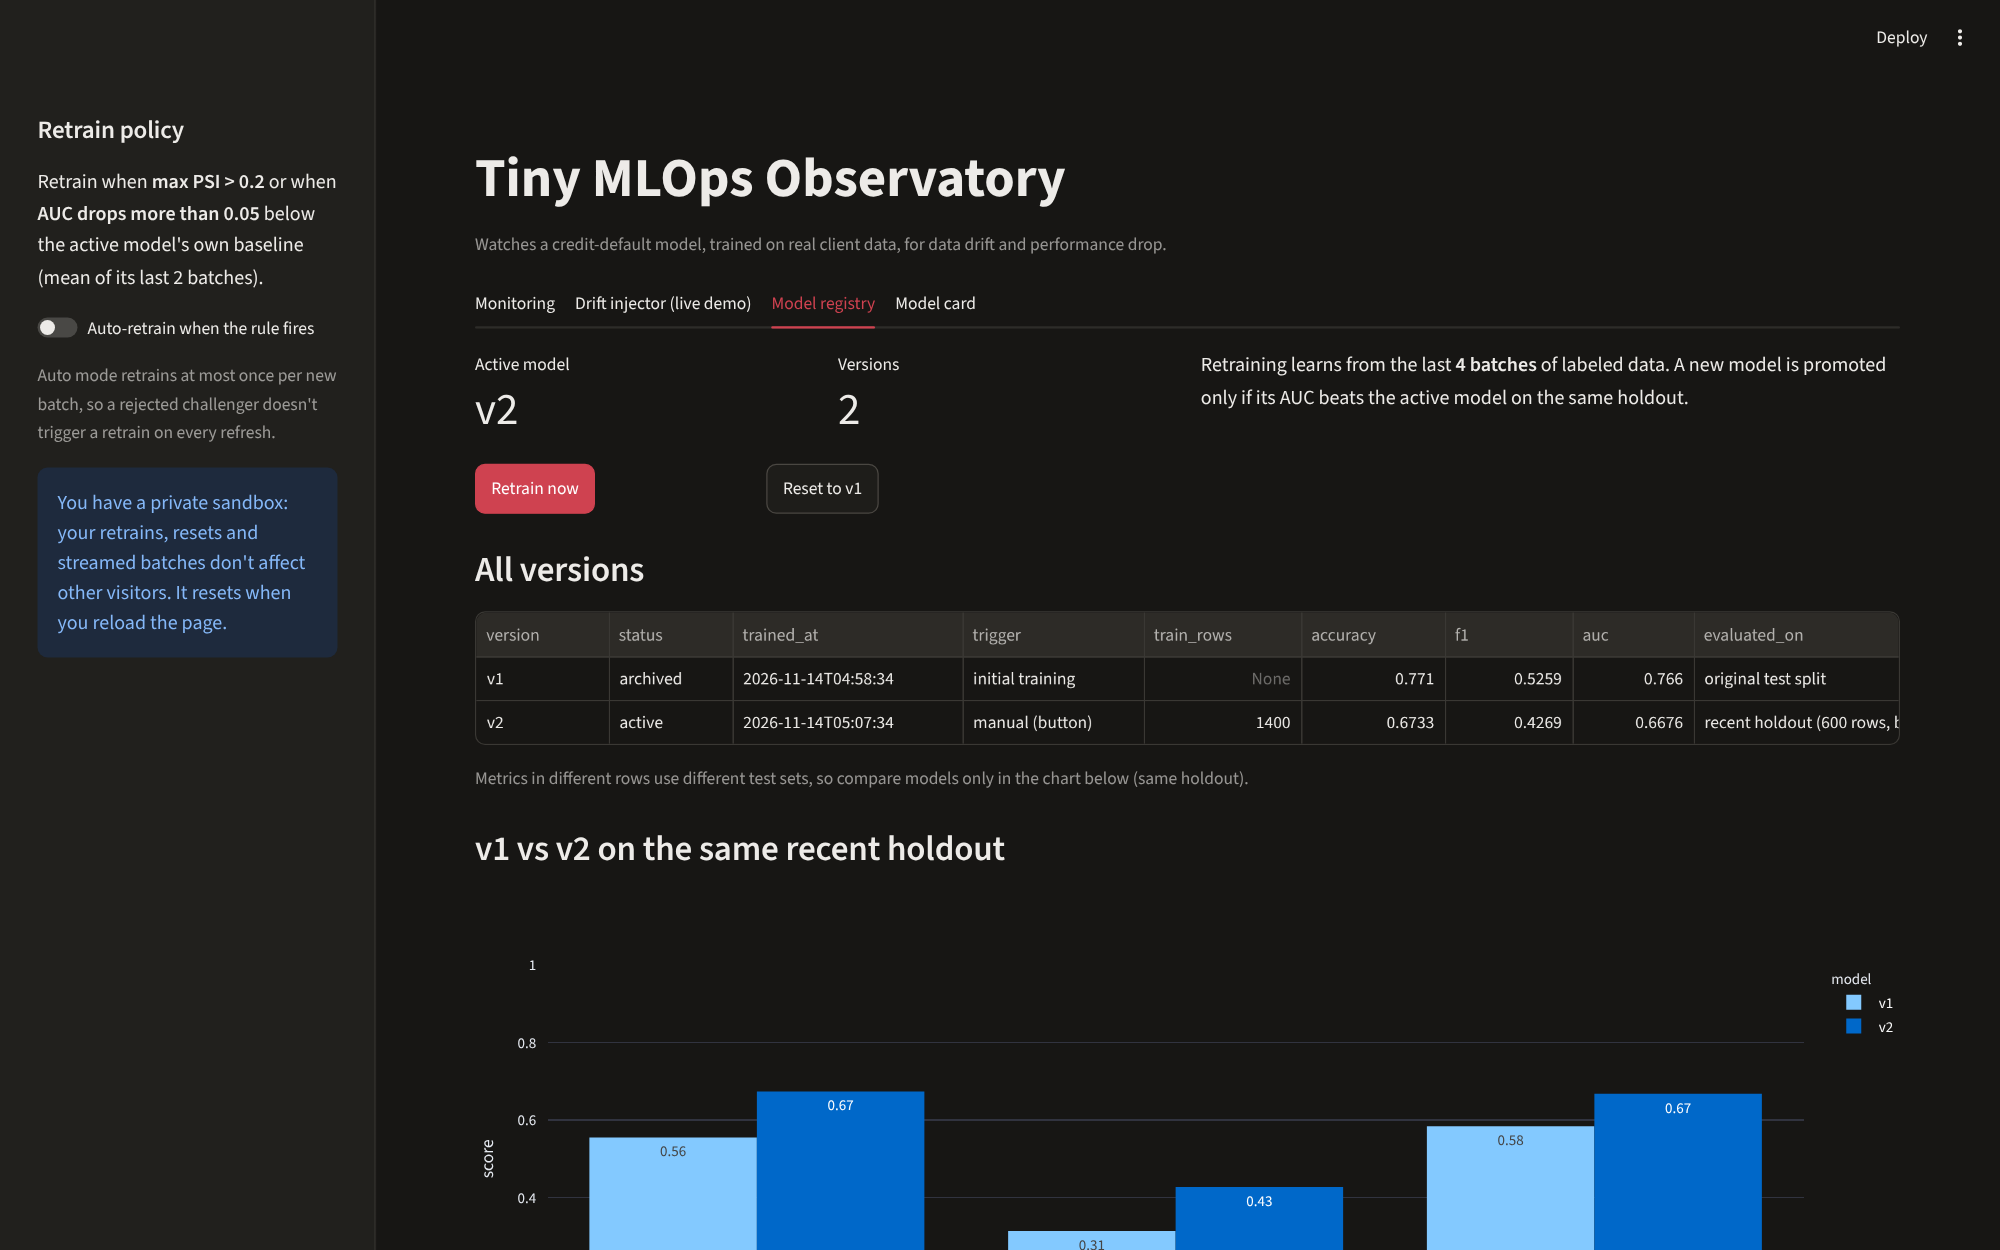 Deploy
Retrain policy
Retrain when max PSI > 0.2 or when
AUC drops more than 0.05 below
the active model's own baseline
(mean of its last 2 batches).
Auto-retrain when the rule fires
Auto mode retrains at most once per new
batch, so a rejected challenger doesn't
trigger a retrain on every refresh.
You have a private sandbox:
your retrains, resets and
streamed batches don't affect
other visitors. It resets when
you reload the page.
Tiny MLOps Observatory
Watches a credit-default model, trained on real client data, for data drift and performance drop.
Monitoring Drift injector (live demo) Model registry Model card
Active model
v2
Versions
2
Retraining learns from the last 4 batches of labeled data. A new model is promoted
only if its AUC beats the active model on the same holdout.
Retrain now
Reset to v1
All versions
version status trained_at trigger train_rows accuracy f1 auc evaluated_on
v1 archived 2026-11-14T04:58:34 initial training None 0.771 0.5259 0.766 original test split
v2 active 2026-11-14T05:07:34 manual (button) 1400 0.6733 0.4269 0.6676 recent holdout (600 rows,
Metrics in different rows use different test sets, so compare models only in the chart below (same holdout).
v1 vs v2 on the same recent holdout
1
0.8
0.6
0.4
score
0.56
0.67
0.31
0.43
0.58
0.67
model
v1
v2